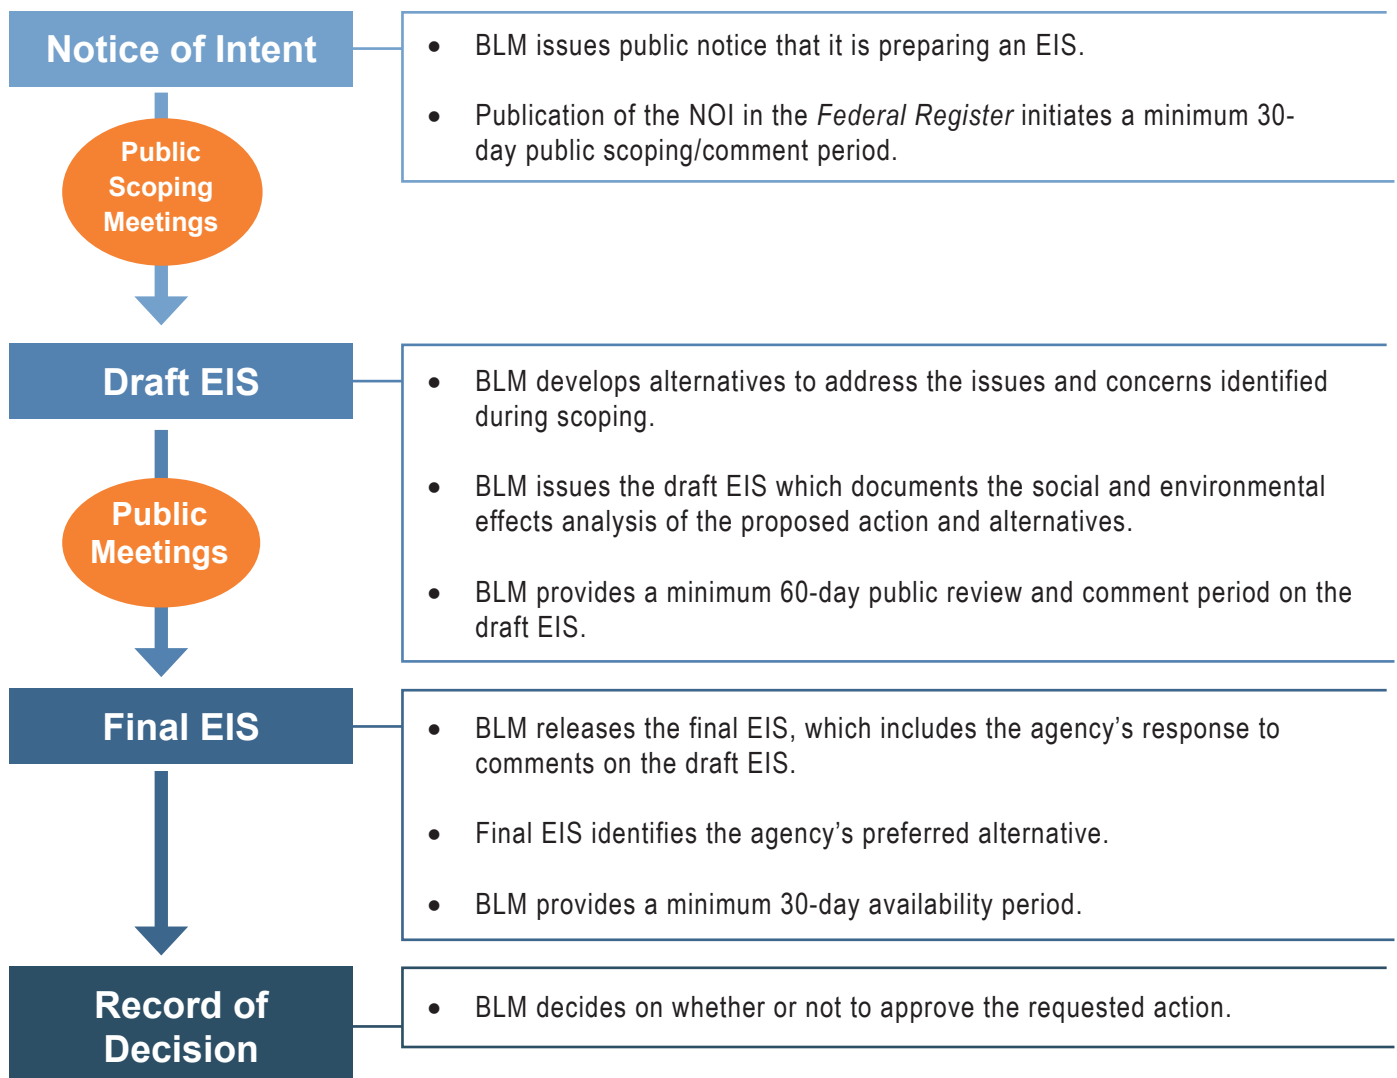 Notice of Intent
• BLM issues public notice that it is preparing an EIS.
• Publication of the NOI in the Federal Register initiates a minimum 30-
day public scoping/comment period.
Public
Scoping
Meetings
Draft EIS
• BLM develops alternatives to address the issues and concerns identified
during scoping.
• BLM issues the draft EIS which documents the social and environmental
effects analysis of the proposed action and alternatives.
• BLM provides a minimum 60-day public review and comment period on the
draft EIS.
Public
Meetings
Final EIS
• BLM releases the final EIS, which includes the agency’s response to
comments on the draft EIS.
• Final EIS identifies the agency’s preferred alternative.
• BLM provides a minimum 30-day availability period.
Record of
Decision
• BLM decides on whether or not to approve the requested action.